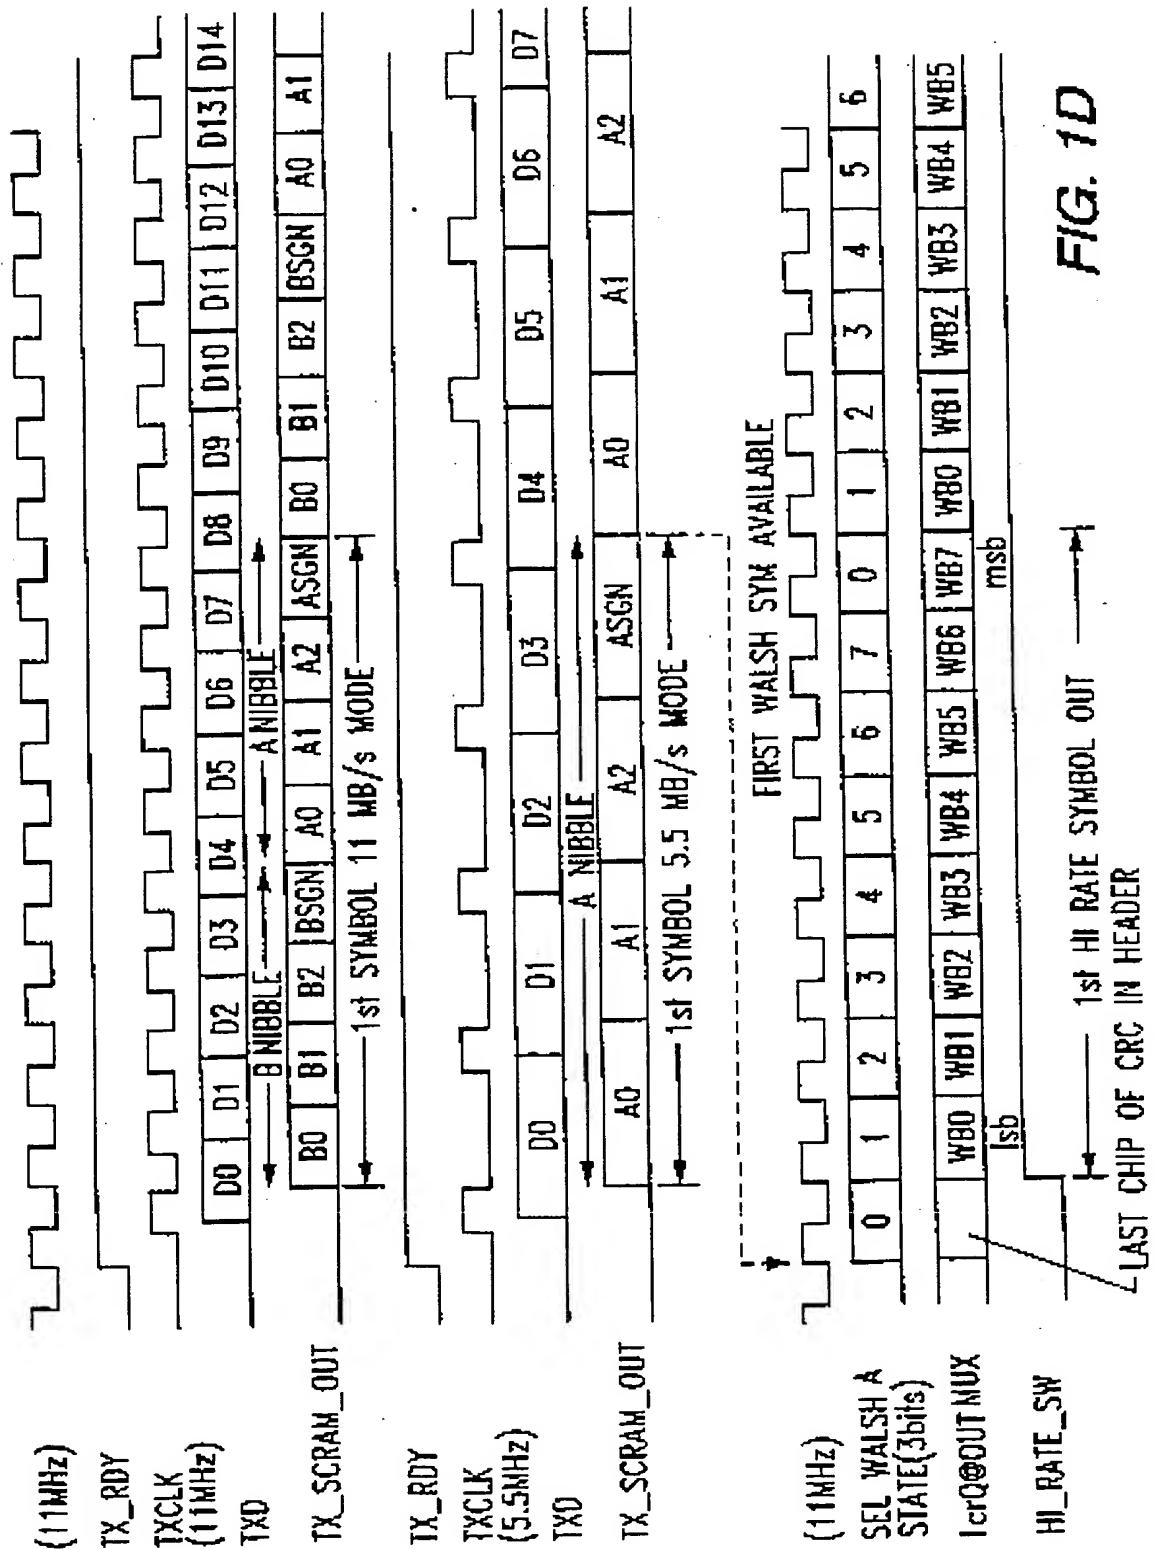 (11MHz)
TX_RDY
TXCLK
(11MHz)
TXD
D0 D1 D2 D3 D4 D5 D6 D7 D8 D9 D10 D11 D12 D13 D14
B NIBBLE A NIBBLE
TX_SCRAM_OUT
B0 B1 B2 BSGN A0 A1 A2 ASGN B0 B1 B2 BSGN A0 A1
1st SYMBOL 11 MB/s MODE
TX_RDY
TXCLK
(5.5MHz)
TXD
D0 D1 D2 D3 D4 D5 D6 D7
A NIBBLE
TX_SCRAM_OUT
A0 A1 A2 ASGN A0 A1 A2
1st SYMBOL 5.5 MB/s MODE
FIRST WALSH SYM AVAILABLE
(11MHz)
SEL WALSH A
STATE(3bits)
0 1 2 3 4 5 6 7 0 1 2 3 4 5 6
IcrQ@OUTMUX
WB0 WB1 WB2 WB3 WB4 WB5 WB6 WB7 WB0 WB1 WB2 WB3 WB4 WB5
lsb msb
HI_RATE_SW
1st HI RATE SYMBOL OUT
LAST CHIP OF CRC IN HEADER
FIG. 1D